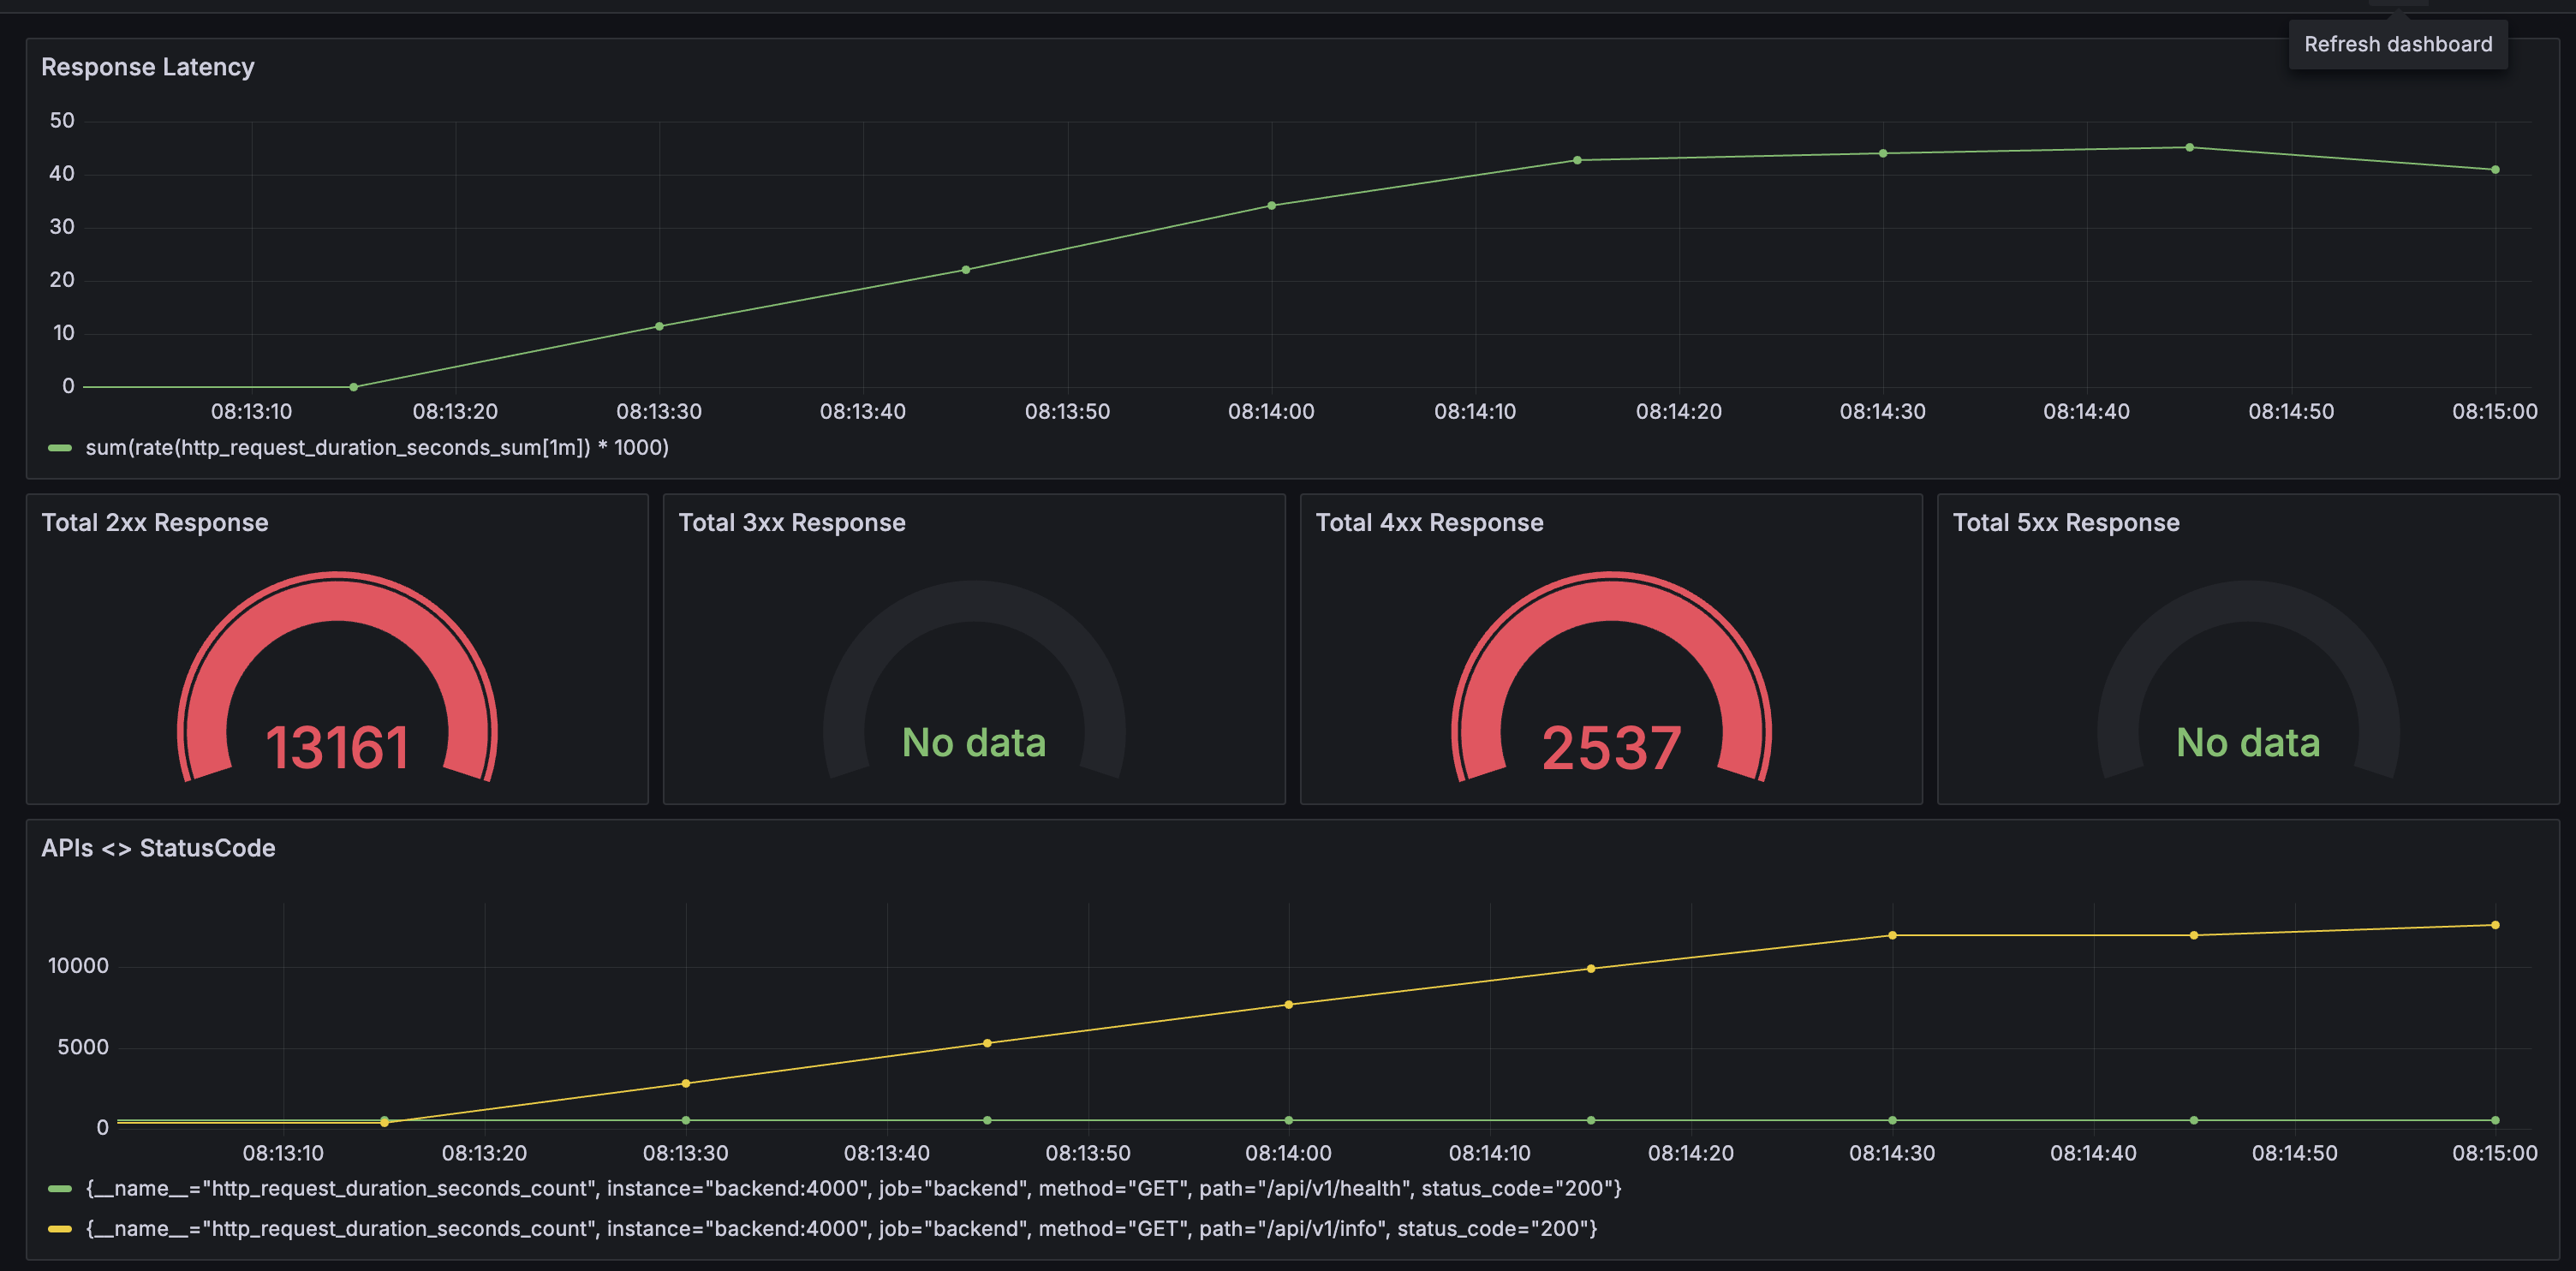 Refresh dashboard
Response Latency
50
40
30
20
10
0
08:13:10 08:13:20 08:13:30 08:13:40 08:13:50 08:14:00 08:14:10 08:14:20 08:14:30 08:14:40 08:14:50 08:15:00
sum(rate(http_request_duration_seconds_sum[1m]) * 1000)
Total 2xx Response
13161
Total 3xx Response
No data
Total 4xx Response
2537
Total 5xx Response
No data
APIs <> StatusCode
10000
5000
0
08:13:10 08:13:20 08:13:30 08:13:40 08:13:50 08:14:00 08:14:10 08:14:20 08:14:30 08:14:40 08:14:50 08:15:00
{__name__="http_request_duration_seconds_count", instance="backend:4000", job="backend", method="GET", path="/api/v1/health", status_code="200"}
{__name__="http_request_duration_seconds_count", instance="backend:4000", job="backend", method="GET", path="/api/v1/info", status_code="200"}